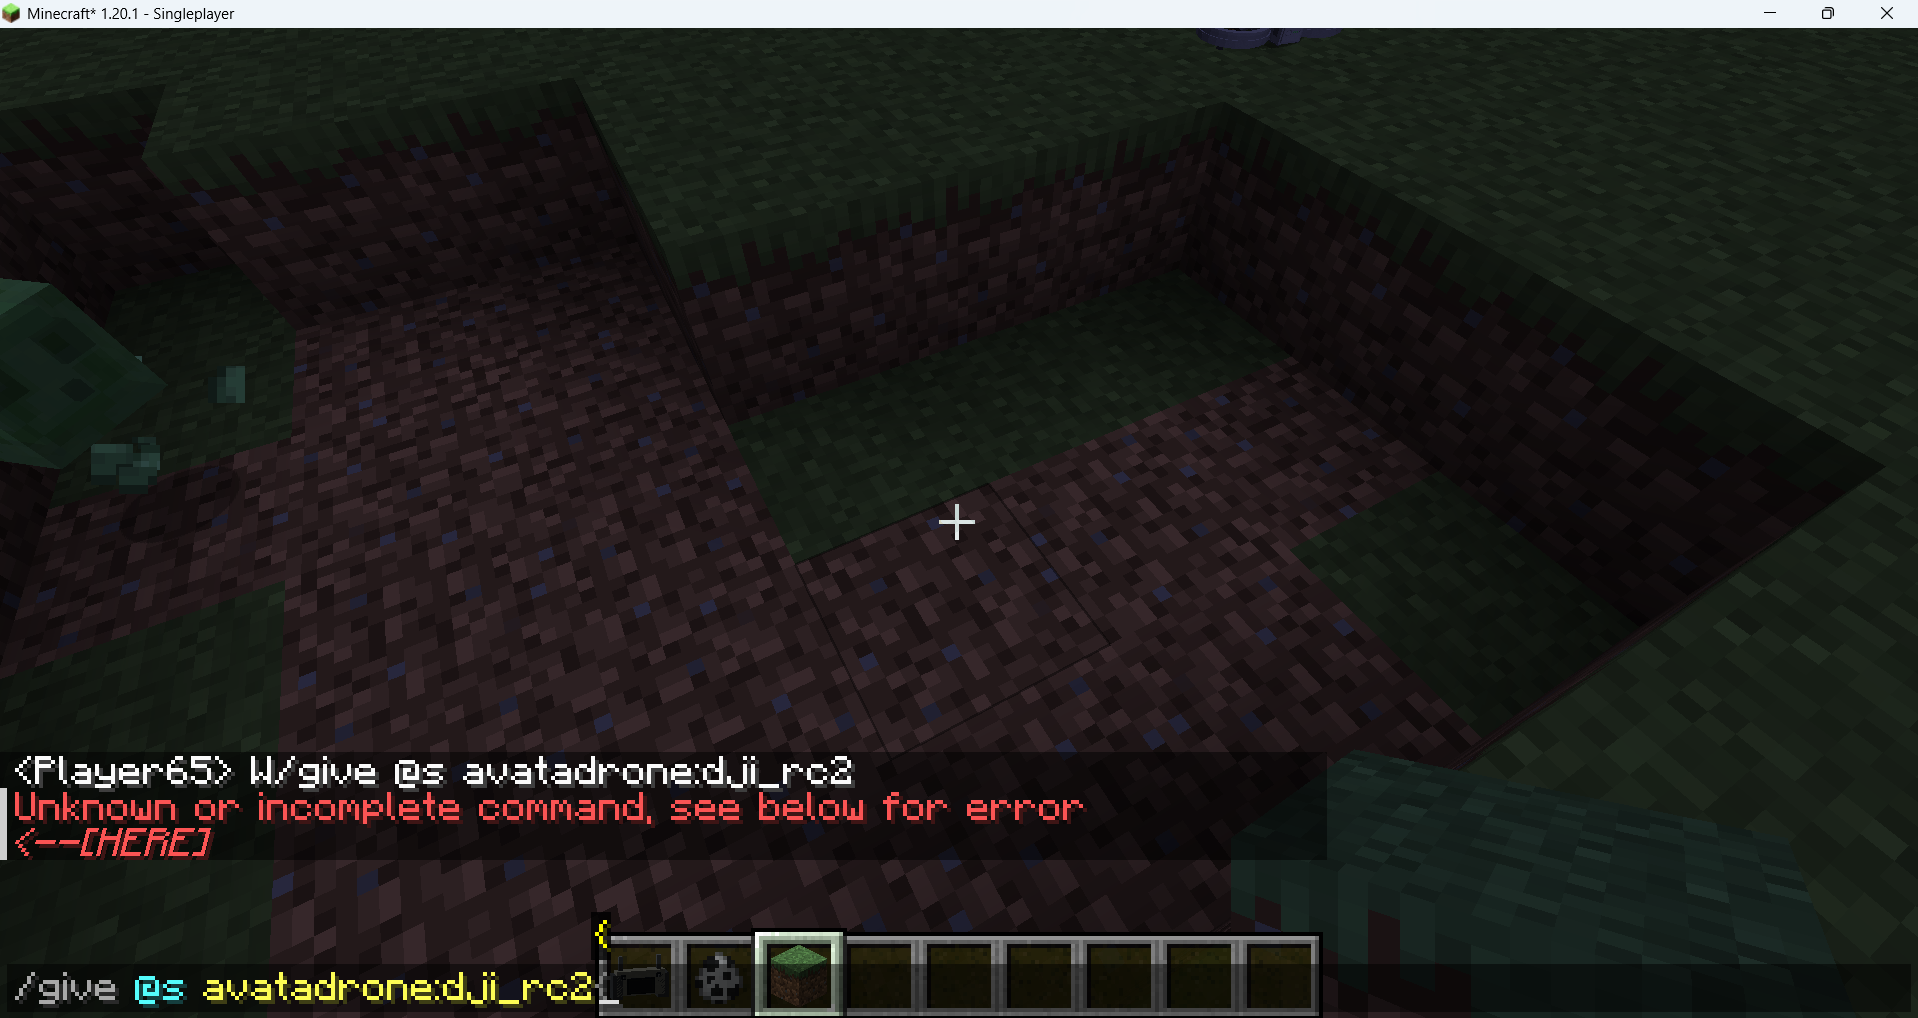 Minecraft* 1.20.1 - Singleplayer
<Player65> W/give @s avatadrone:dji_rc2
Unknown or incomplete command, see below for error
<--[HERE]
{
/give @s avatadrone:dji_rc2_